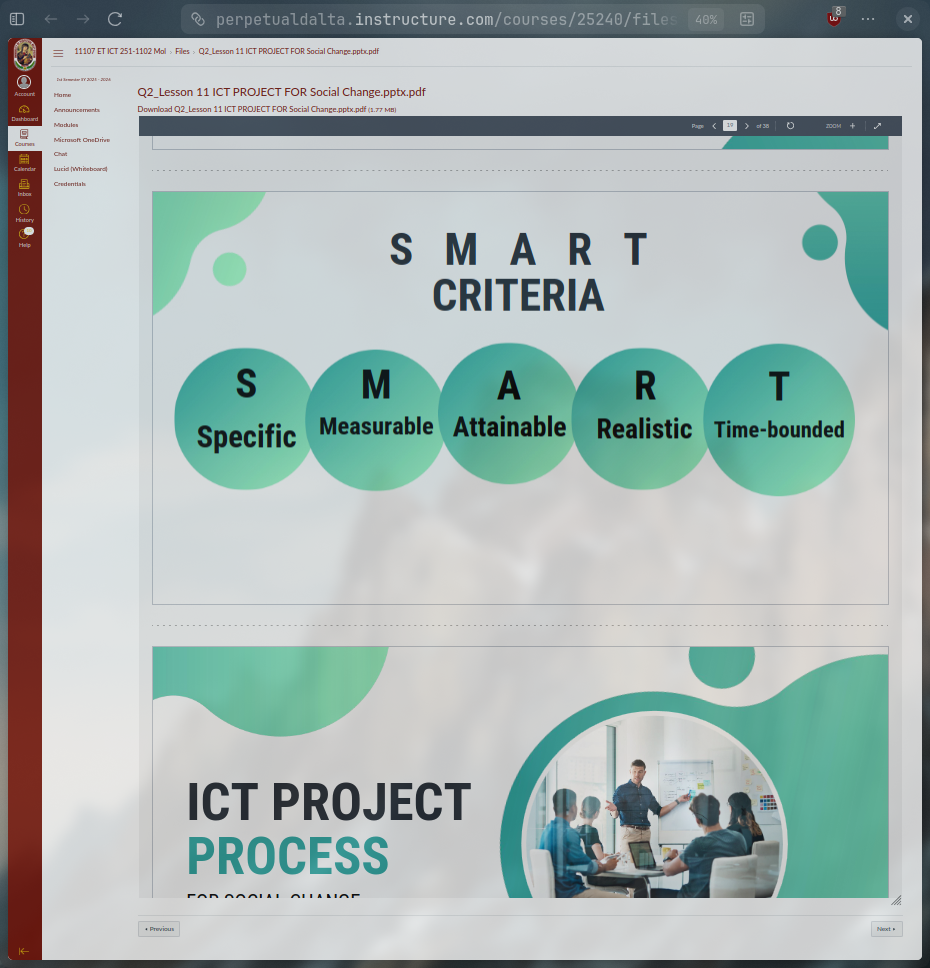 perpetualdalta.instructure.com/courses/25240/files
40%
8
11107 ET ICT 251-1102 Mol › Files › Q2_Lesson 11 ICT PROJECT FOR Social Change.pptx.pdf
Account
Dashboard
Courses
Calendar
Inbox
History
Help
1st Semester SY 2025 - 2026
Home
Announcements
Modules
Microsoft OneDrive
Chat
Lucid (Whiteboard)
Credentials
Q2_Lesson 11 ICT PROJECT FOR Social Change.pptx.pdf
Download Q2_Lesson 11 ICT PROJECT FOR Social Change.pptx.pdf (1.77 MB)
Page 19 of 38 ZOOM
S M A R T
CRITERIA
S
Specific
M
Measurable
A
Attainable
R
Realistic
T
Time-bounded
ICT PROJECT
PROCESS
FOR SOCIAL CHANGE
Previous
Next